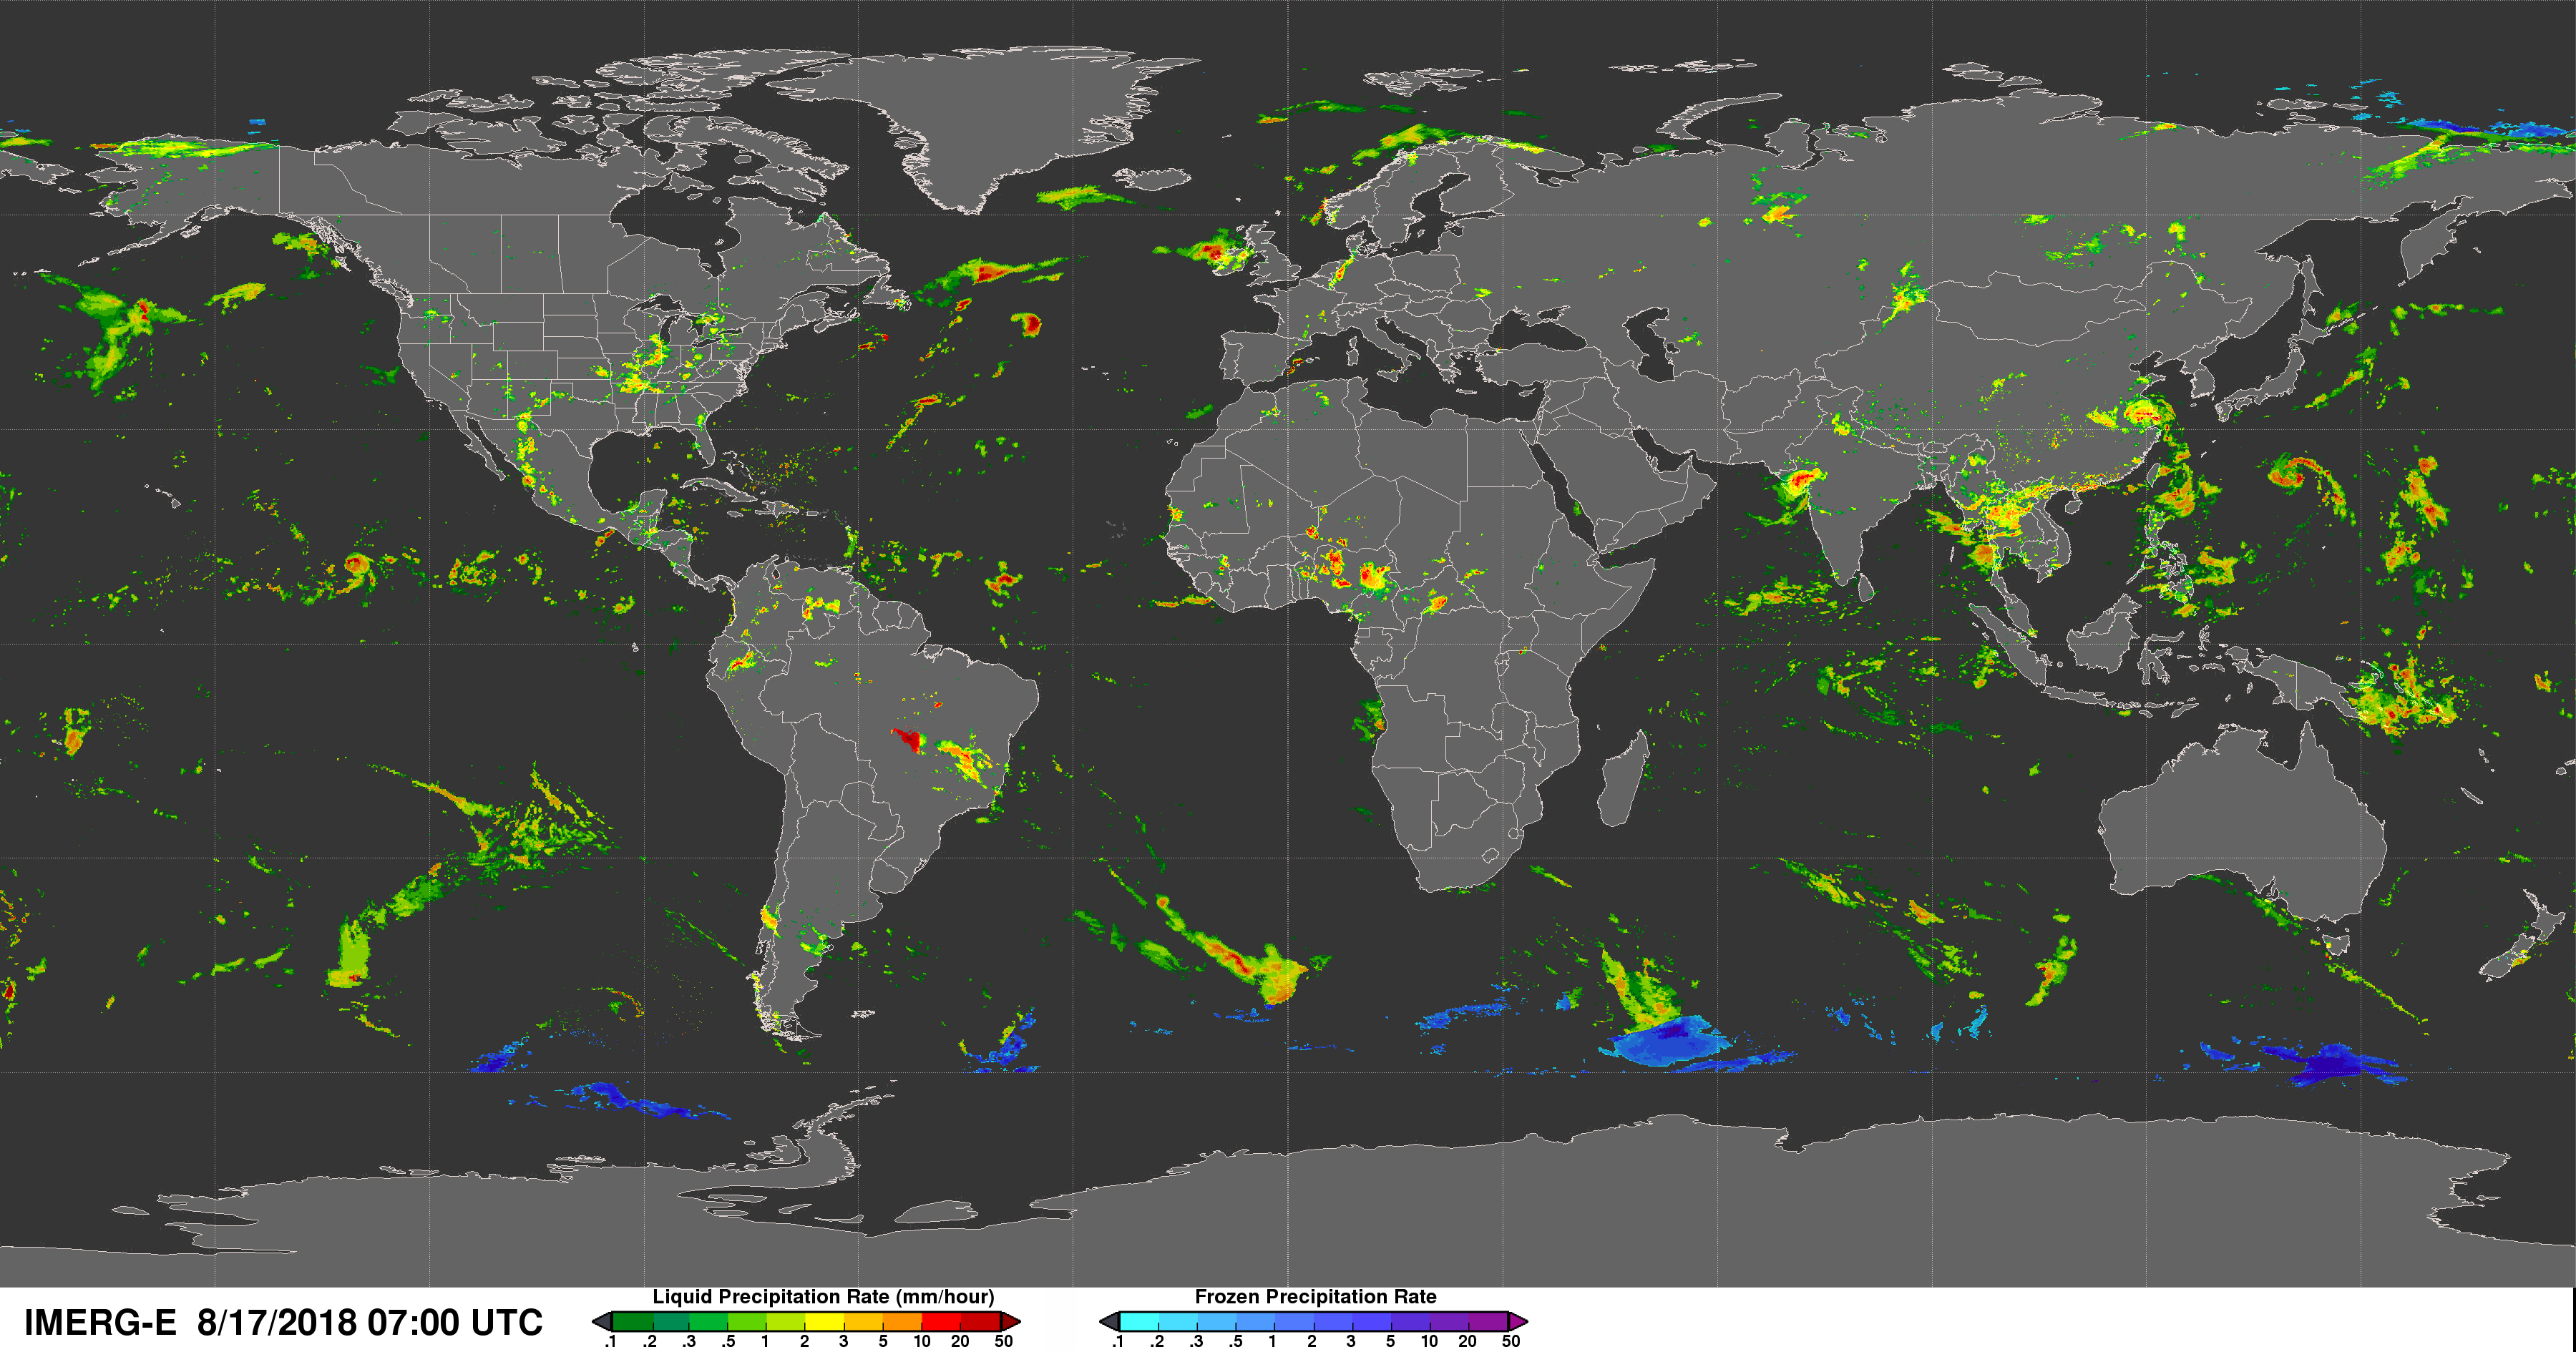 Liquid Precipitation Rate (mm/hour)
Frozen Precipitation Rate
IMERG-E 8/17/2018 07:00 UTC
.1 .2 .3 .5 1 2 3 5 10 20 50
.1 .2 .3 .5 1 2 3 5 10 20 50